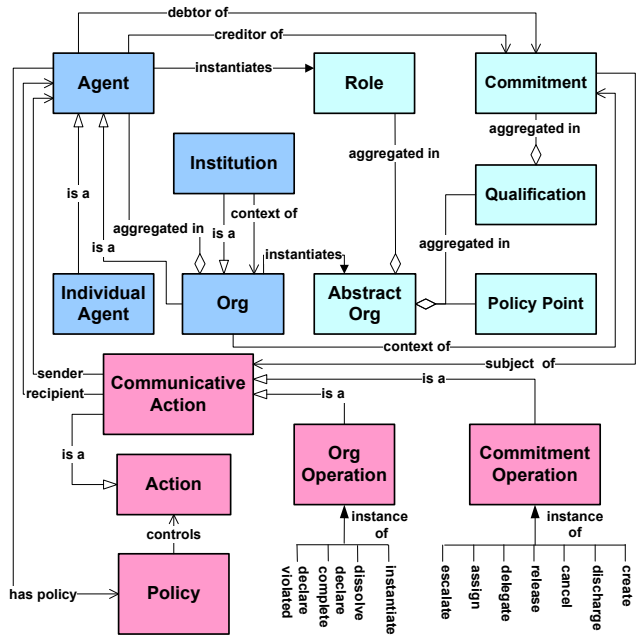 debtor of
creditor of
Agent
instantiates
Role
Commitment
aggregated in
aggregated in
Institution
is a
Qualification
context of
aggregated in
is a
aggregated in
is a
instantiates
Individual
Agent
Org
Abstract
Org
Policy Point
context of
subject of
sender
recipient
Communicative
Action
is a
is a
is a
Org
Operation
Commitment
Operation
Action
instance
of
instance
of
controls
has policy
Policy
declare
violated
declare
complete
dissolve
instantiate
escalate
assign
delegate
release
cancel
discharge
create